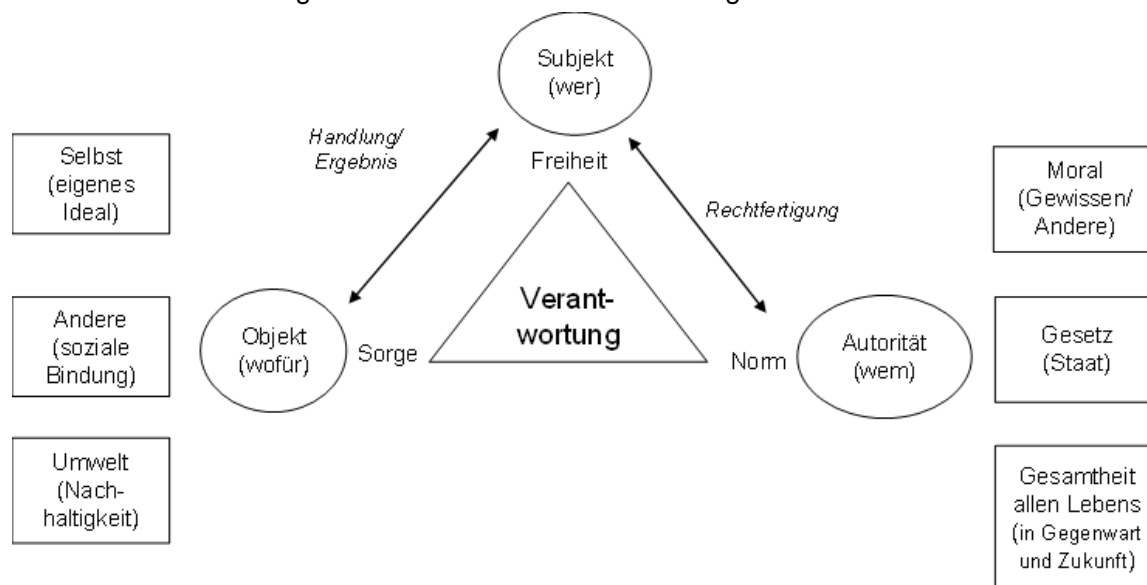 Subjekt
(wer)
Handlung/
Ergebnis
Freiheit
Rechtfertigung
Selbst
(eigenes
Ideal)
Moral
(Gewissen/
Andere)
Verant-
wortung
Andere
(soziale
Bindung)
Objekt
(wofür)
Sorge
Norm
Autorität
(wem)
Gesetz
(Staat)
Umwelt
(Nach-
haltigkeit)
Gesamtheit
allen Lebens
(in Gegenwart
und Zukunft)